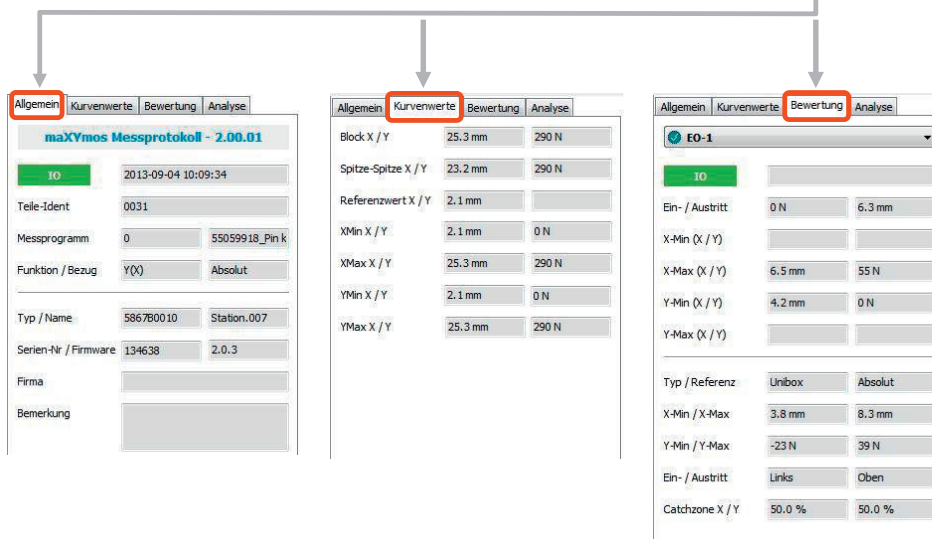 Allgemein Kurvenwerte Bewertung Analyse
maXYmos Messprotokoll - 2.00.01
IO 2013-09-04 10:09:34
Teile-Ident 0031
Messprogramm 0 55059918_Pin k
Funktion / Bezug Y(X) Absolut
Typ / Name 5867B0010 Station.007
Serien-Nr / Firmware 134638 2.0.3
Firma
Bemerkung
Allgemein Kurvenwerte Bewertung Analyse
Block X / Y 25.3 mm 290 N
Spitze-Spitze X / Y 23.2 mm 290 N
Referenzwert X / Y 2.1 mm
XMin X / Y 2.1 mm 0 N
XMax X / Y 25.3 mm 290 N
YMin X / Y 2.1 mm 0 N
YMax X / Y 25.3 mm 290 N
Allgemein Kurvenwerte Bewertung Analyse
EO-1
IO
Ein- / Austritt 0 N 6.3 mm
X-Min (X / Y)
X-Max (X / Y) 6.5 mm 55 N
Y-Min (X / Y) 4.2 mm 0 N
Y-Max (X / Y)
Typ / Referenz Unibox Absolut
X-Min / X-Max 3.8 mm 8.3 mm
Y-Min / Y-Max -23 N 39 N
Ein- / Austritt Links Oben
Catchzone X / Y 50.0 % 50.0 %